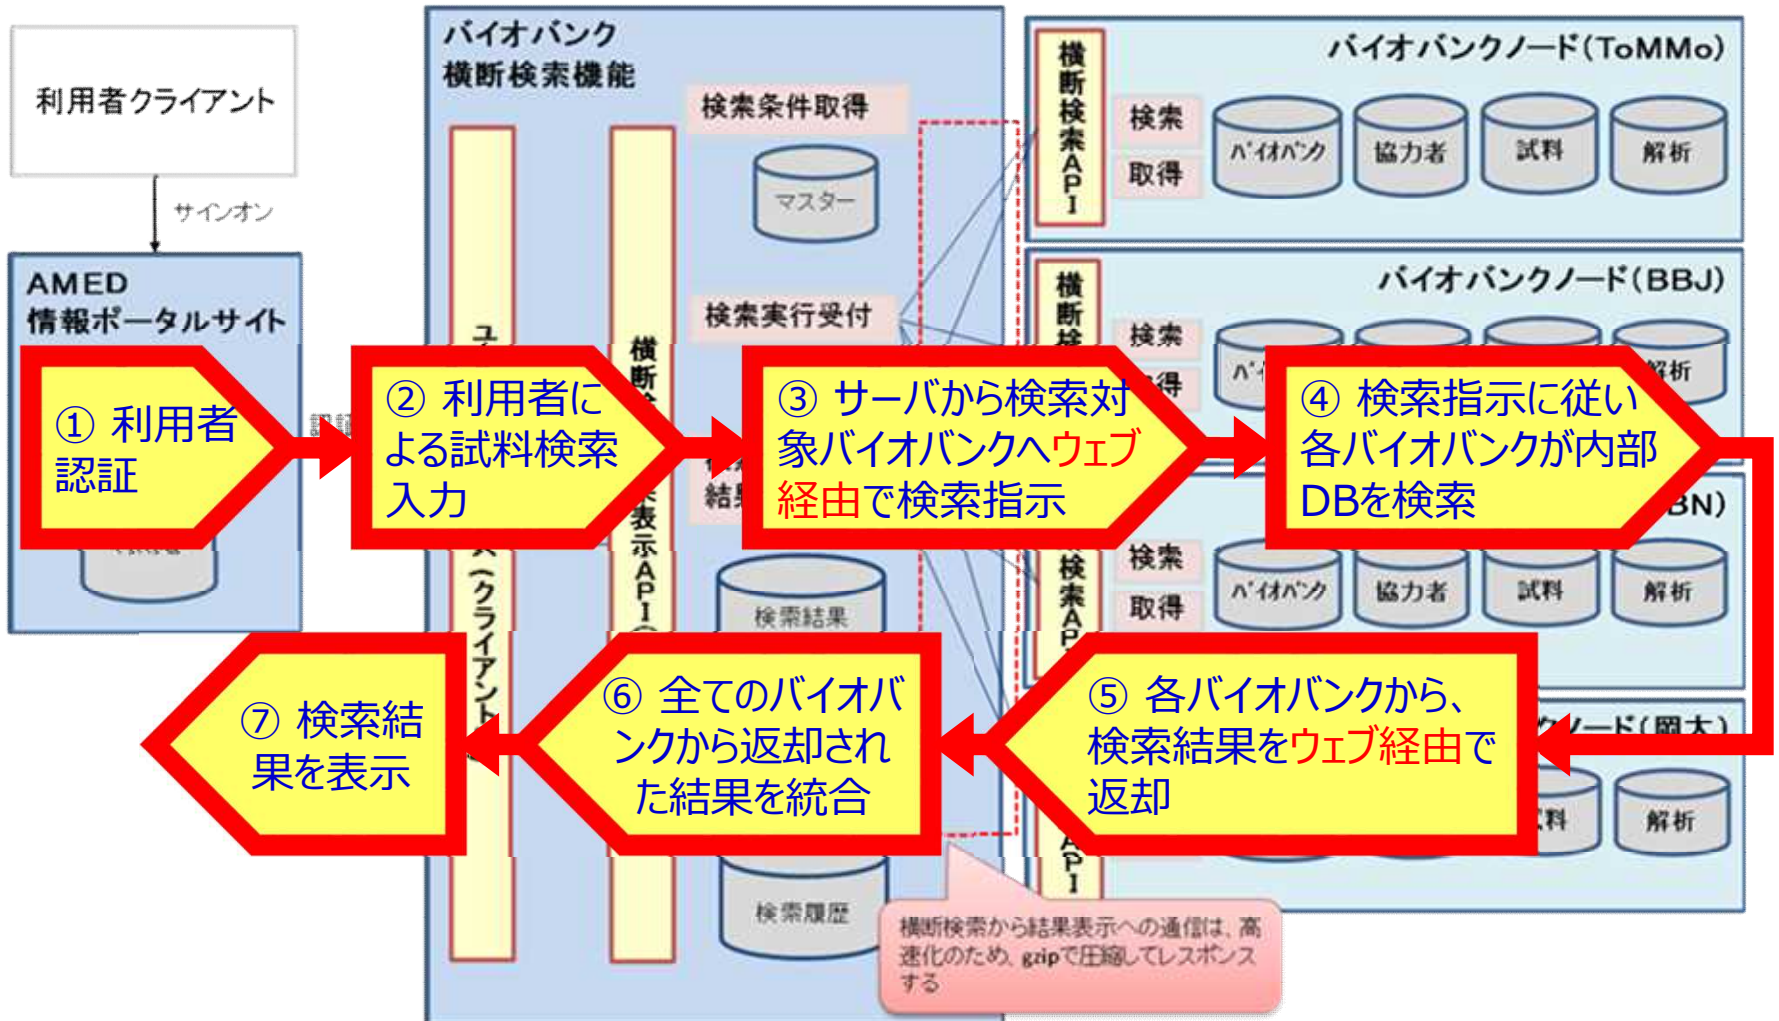 利用者クライアント
サインオン
AMED
情報ポータルサイト
バイオバンク
横断検索機能
検索条件取得
マスター
検索実行受付
検索結果
検索履歴
バイオバンクノード(ToMMo)
横断検索API
検索
取得
バイオバンク
協力者
試料
解析
バイオバンクノード(BBJ)
検索
解析
検索
取得
バイオバンク
協力者
試料
解析
解析
① 利用者
認証
② 利用者に
よる試料検索
入力
③ サーバから検索対
象バイオバンクへウェブ
経由で検索指示
④ 検索指示に従い
各バイオバンクが内部
DBを検索
⑤ 各バイオバンクから、
検索結果をウェブ経由で
返却
⑥ 全てのバイオバ
ンクから返却され
た結果を統合
⑦ 検索結
果を表示
横断検索から結果表示への通信は、高
速化のため、gzipで圧縮してレスポンス
する